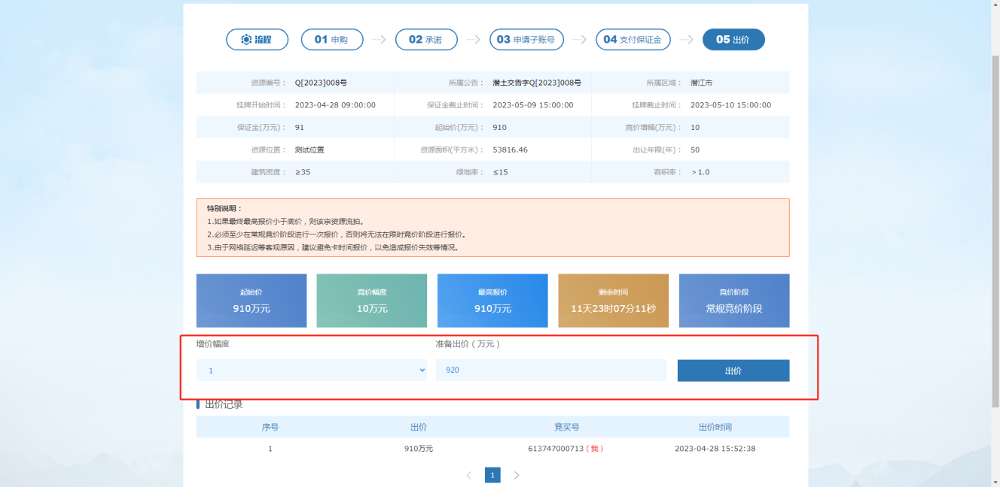 流程 01 申购 02 承诺 03 申请子账号 04 支付保证金 05 出价
资源编号： Q[2023]008号 所属公告： 潜土交告字Q[2023]008号 所属区域： 潜江市
挂牌开始时间： 2023-04-28 09:00:00 保证金截止时间： 2023-05-09 15:00:00 挂牌截止时间： 2023-05-10 15:00:00
保证金(万元)： 91 起始价(万元)： 910 竞价增幅(万元)： 10
资源位置： 测试位置 资源面积(平方米)： 53816.46 出让年限(年)： 50
建筑密度： ≥35 绿地率： ≤15 容积率： ＞1.0
特别说明：
1.如果最终最高报价小于底价，则该宗资源流拍。
2.必须至少在常规竞价阶段进行一次报价，否则将无法在限时竞价阶段进行报价。
3.由于网络延迟等客观原因，建议避免卡时间报价，以免造成报价失效等情况。
起始价 竞价幅度 最高报价 剩余时间 竞价阶段
910万元 10万元 910万元 11天23时07分11秒 常规竞价阶段
增价幅度 准备出价（万元）
1 920 出价
出价记录
序号 出价 竞买号 出价时间
1 910万元 613747000713（我） 2023-04-28 15:52:38
1